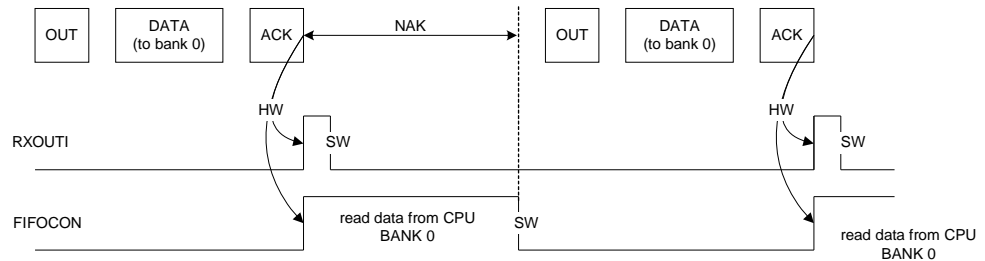 OUT
DATA
(to bank 0)
ACK
NAK
OUT
DATA
(to bank 0)
ACK
HW
HW
RXOUTI
SW
SW
FIFOCON
read data from CPU
BANK 0
SW
read data from CPU
BANK 0